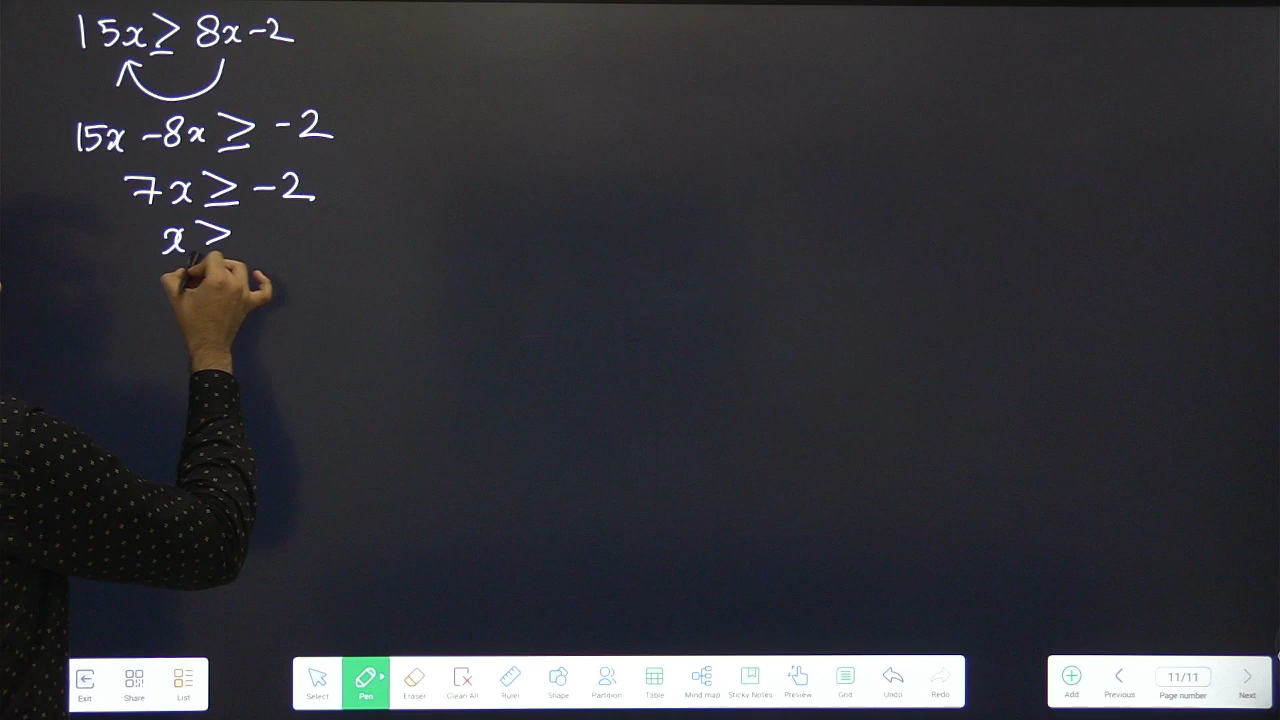 15x ≥ 8x-2
15x -8x ≥ -2
7x ≥ -2
x >
Exit Share List Select Pen Eraser Clean All Ruler Shape Partition Table Mind map Sticky Notes Preview Grid Undo Redo Add Previous 11/11 Page number Next